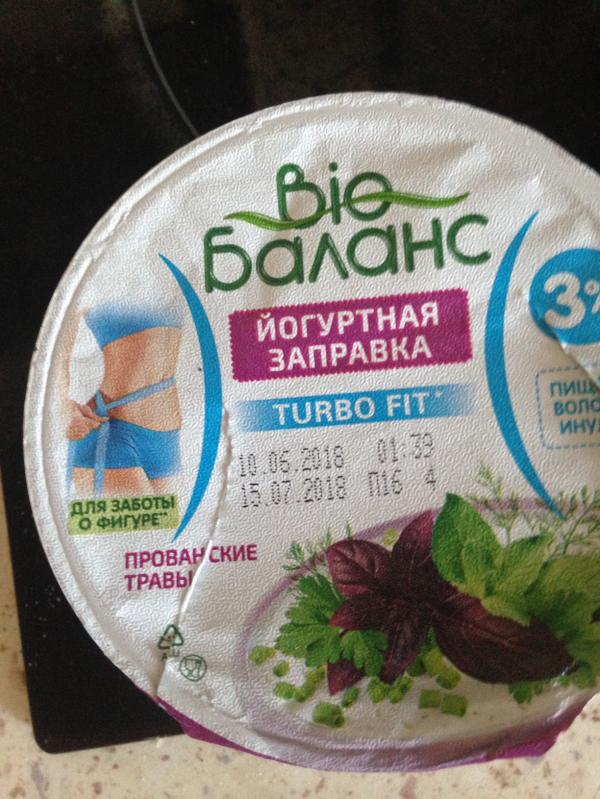 Bio
Баланс
ЙОГУРТНАЯ
ЗАПРАВКА
TURBO FIT*
10.06.2018 01:39
15.07.2018 П16 4
3%
ДЛЯ ЗАБОТЫ
О ФИГУРЕ**
ПРОВАНСКИЕ
ТРАВЫ